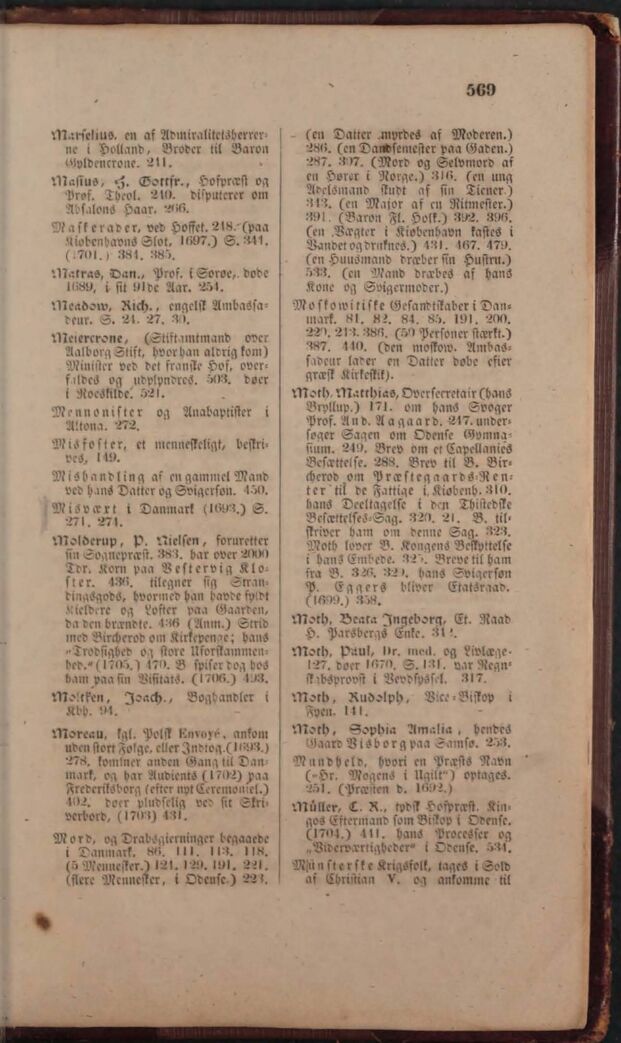 569
Marselius, en af Admiralitetsherrer-
ne i Holland, Broder til Baron
Gyldencrone. 211.
Masius, H. Gottfr., Hofpræst og
Prof. Theol. 240. disputerer om
Absalons Haar. 266.
Maskerader, ved Hoffet. 248. (paa
Kiobenhavns Slot, 1697.) S. 341.
(1701.) 384. 385.
Matras, Dan., Prof. i Soroe, dode
1689, i sit 91de Aar. 254.
Meadow, Rich., engelsk Ambassa-
deur. S. 24. 27. 30.
Meiercrone, (Stiftamtmand over
Aalborg Stift, hvorhan aldrig kom)
Minister ved det franske Hof, over-
faldes og udplyndres. 503. doer
i Roeskilde. 521.
Mennonister og Anabaptister i
Altona. 272.
Misfoster, et menneskeligt, beskri-
ves, 149.
Mishandling af en gammel Mand
ved hans Datter og Svigersøn. 450.
Misvært i Danmark (1693.) S.
271. 274.
Molderup, P. Nielsen, foruretter
sin Sognepræst. 383. har over 2000
Tdr. Korn paa Vestervig Klo-
ster. 436. tilegner sig Stran-
dingsgods, hvormed han havde fyldt
Kieldere og Lofter paa Gaarden,
da den brændte. 436 (Anm.) Strid
med Bircherod om Kirkepenge; hans
„Trodsighed og store Uforskammen-
hed.“ (1705.) 470. B spiser dog hos
ham paa sin Visitats. (1706.) 493.
Moltken, Joach., Boghandler i
Kbh. 94.
Moreau, kgl. Polsk Envoyé, ankom
uden stort Følge, eller Indtog. (1693.)
278. kommer anden Gang til Dan-
mark, og har Audients (1702) paa
Frederiksborg (efter nyt Ceremoniel.)
402. doer pludselig ved sit Skri-
verbord, (1703) 431.
Mord, og Drabsgierninger begaaede
i Danmark. 86. 111. 113. 118.
(5 Mennesker.) 124. 129. 191. 221.
(flere Mennesker, i Odense.) 223.
(en Datter myrdes af Moderen.)
286. (en Dandsemester paa Gaden.)
287. 307. (Mord og Selvmord af
en Hører i Norge.) 316. (en ung
Adelsmand skudt af sin Tiener.)
343. (en Major af en Ritmester.)
391. (Baron Fl. Holk.) 392. 396.
(en Vægter i Kiøbenhavn kastes i
Vandet og druknes.) 431. 467. 479.
(en Huusmand dræber sin Hustru.)
533. (en Mand dræbes af hans
Kone og Svigermoder.)
Moskowitiske Gesandtskaber i Dan-
mark. 81. 82. 84. 85. 191. 200.
229. 213. 386. (50 Personer stærkt.)
387. 440. (den moskow. Ambas-
sadeur lader en Datter døbe efter
græsk Kirkeskik).
Moth, Matthias, Oversecretair (hans
Bryllup.) 171. om hans Svoger
Prof. And. Aagaard. 247. under-
søger Sagen om Odense Gymna-
sium. 249. Brev om et Capellanies
Besættelse. 288. Brev til B. Bir-
cherod om Præstegaards-Ren-
ter til de Fattige i Kiøbenh. 310.
hans Deeltagelse i den Thistedske
Besættelses-Sag. 320. 21. B. til-
skriver ham om denne Sag. 323.
Moth lover B. Kongens Beskyttelse
i hans Embede. 325. Breve til ham
fra B. 326. 329. hans Svigersøn
P. Eggers bliver Etatsraad.
(1699.) 358.
Moth, Beata Ingeborg, Et. Raad
H. Parsbergs Enke.
Moth, Paul, Dr. med. og Livlæge.
127. doer 1670. S. 131. var Regn-
skabsprovst i Vendsyssel. 317.
Moth, Rudolph, Vice-Biskop i
Fyen. 141.
Moth, Sophia Amalia, hendes
Gaard Visborg paa Samsø. 253.
Mundheld, hvori en Præsts Navn
(„Hr. Mogens i Ugilt“) optages.
251. (Præsten d. 1692.)
Müller, C. R., tydsk Hofpræst. Kin-
gos Eftermand som Biskop i Odense.
(1704.) 441. hans Processer og
„Viderværtigheder“ i Odense. 534.
Münsterske Krigsfolk, tages i Sold
af Christian V. og ankomme til